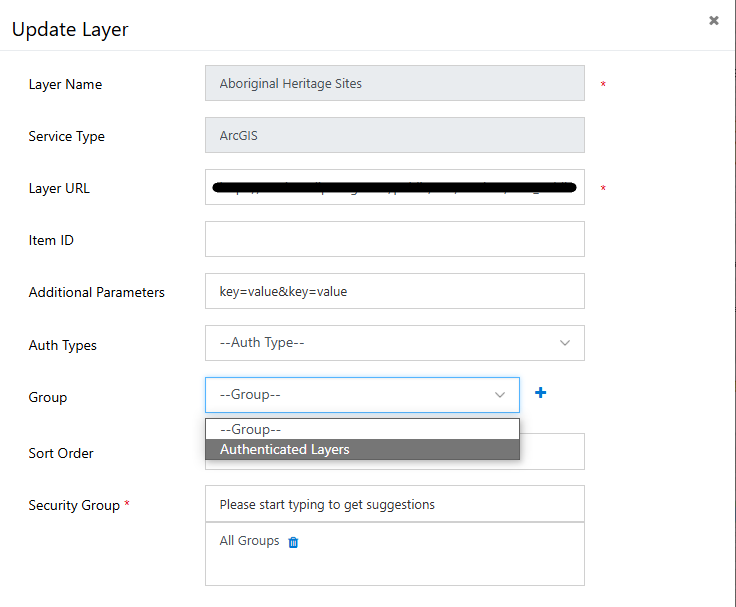 Update Layer
Layer Name
Aboriginal Heritage Sites
*
Service Type
ArcGIS
Layer URL
*
Item ID
Additional Parameters
key=value&key=value
Auth Types
--Auth Type--
Group
--Group--
--Group--
Authenticated Layers
Sort Order
Security Group *
Please start typing to get suggestions
All Groups